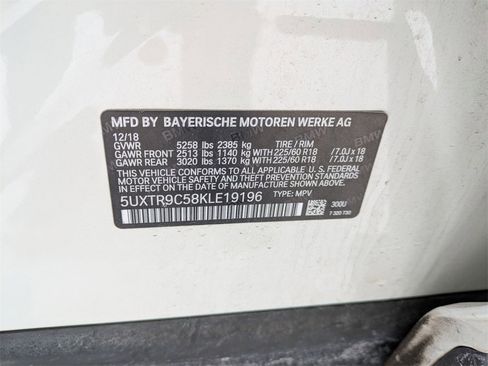 MFD BY BAYERISCHE MOTOREN WERKE AG
12/18
GVWR 5258 lbs 2385 kg TIRE / RIM
GAWR FRONT 2513 lbs 1140 kg WITH 225/60 R18 /7.0J x 18
GAWR REAR 3020 lbs 1370 kg WITH 225/60 R18 /7.0J x 18
THIS VEHICLE CONFORMS TO ALL APPLICABLE U.S. FEDERAL
MOTOR VEHICLE SAFETY AND THEFT PREVENTION STANDARDS
IN EFFECT ON THE DATE OF MANUFACTURE SHOWN ABOVE.
5UXTR9C58KLE19196 TYPE: MPV
300U
7 320 730